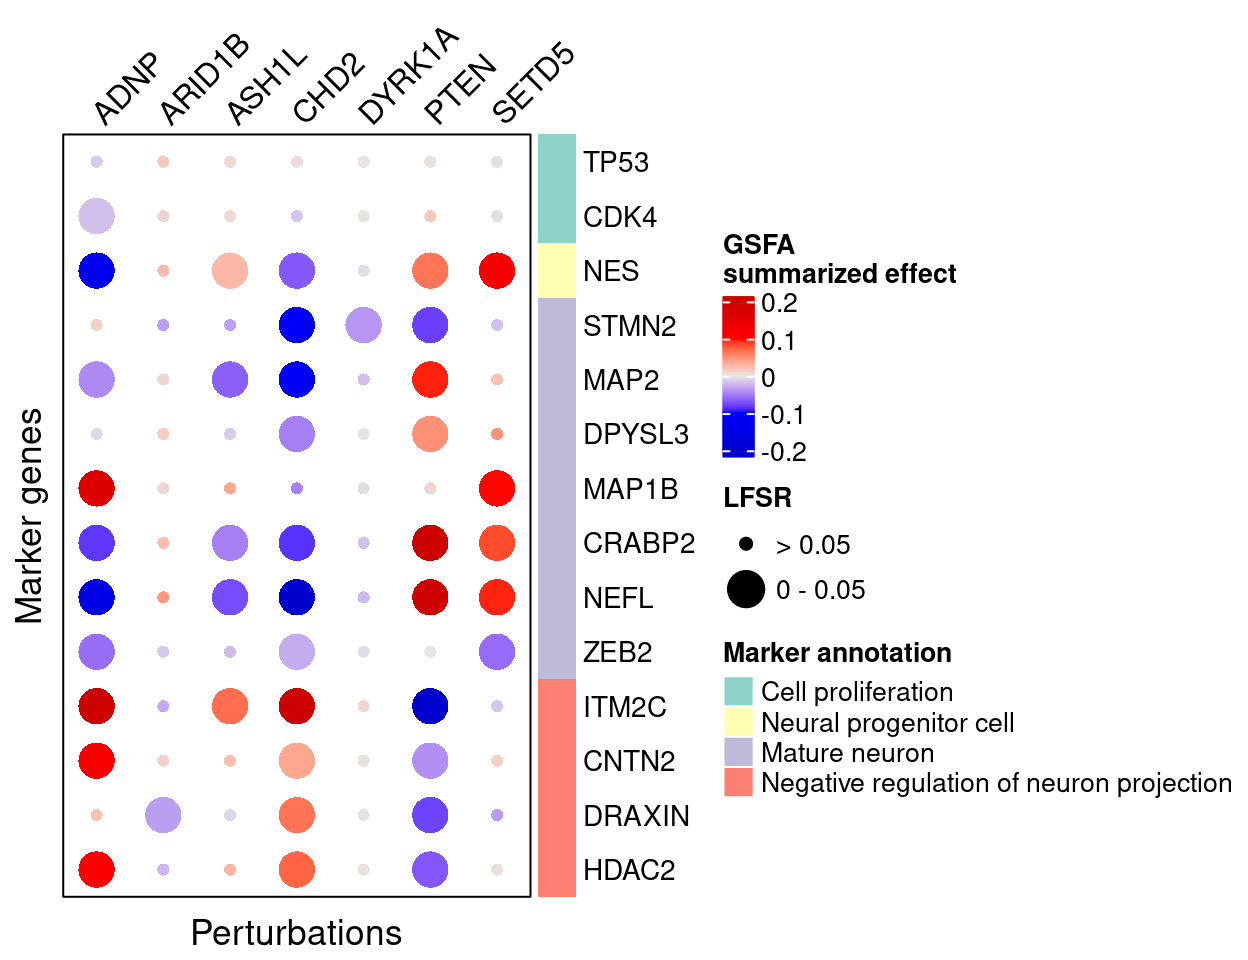 ADNP
ARID1B
ASH1L
CHD2
DYRK1A
PTEN
SETD5
TP53
CDK4
NES
STMN2
MAP2
DPYSL3
MAP1B
CRABP2
NEFL
ZEB2
ITM2C
CNTN2
DRAXIN
HDAC2
Marker genes
Perturbations
GSFA
summarized effect
0.2
0.1
0
-0.1
-0.2
LFSR
> 0.05
0 - 0.05
Marker annotation
Cell proliferation
Neural progenitor cell
Mature neuron
Negative regulation of neuron projection